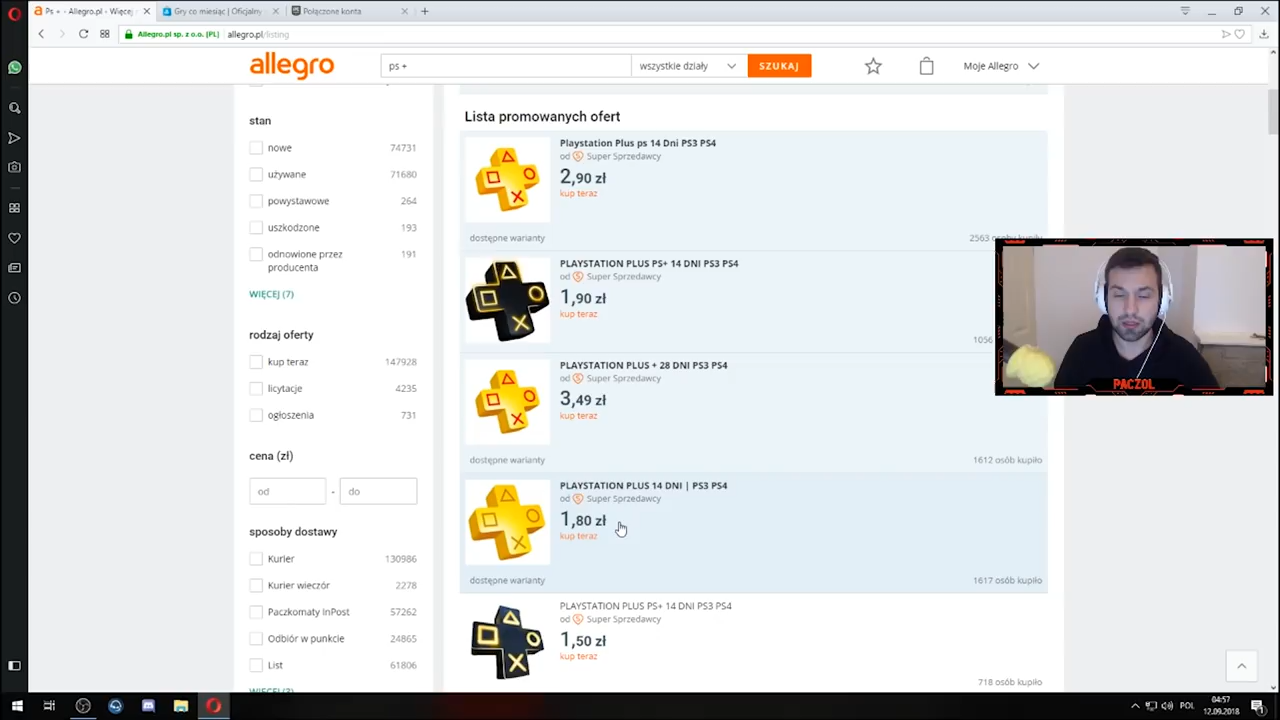 Ps + - Allegro.pl - Więcej
Gry co miesiąc | Oficjalny
Połączone konta
Allegro.pl sp. z o.o. [PL]
allegro.pl/listing
allegro
ps +
wszystkie działy
SZUKAJ
Moje Allegro
stan
nowe 74731
używane 71680
powystawowe 264
uszkodzone 193
odnowione przez producenta 191
WIĘCEJ (7)
rodzaj oferty
kup teraz 147928
licytacje 4235
ogłoszenia 731
cena (zł)
od - do
sposoby dostawy
Kurier 130986
Kurier wieczór 2278
Paczkomaty InPost 57262
Odbiór w punkcie 24865
List 61806
WIĘCEJ (3)
Lista promowanych ofert
Playstation Plus ps 14 Dni PS3 PS4
od Super Sprzedawcy
2,90 zł
kup teraz
dostępne warianty
2563 osoby kupiło
PLAYSTATION PLUS PS+ 14 DNI PS3 PS4
od Super Sprzedawcy
1,90 zł
kup teraz
1056
PLAYSTATION PLUS + 28 DNI PS3 PS4
od Super Sprzedawcy
3,49 zł
kup teraz
dostępne warianty
1612 osób kupiło
PLAYSTATION PLUS 14 DNI | PS3 PS4
od Super Sprzedawcy
1,80 zł
kup teraz
dostępne warianty
1617 osób kupiło
PLAYSTATION PLUS PS+ 14 DNI PS3 PS4
od Super Sprzedawcy
1,50 zł
kup teraz
718 osób kupiło
PACZOL
POL
04:57
12.09.2018